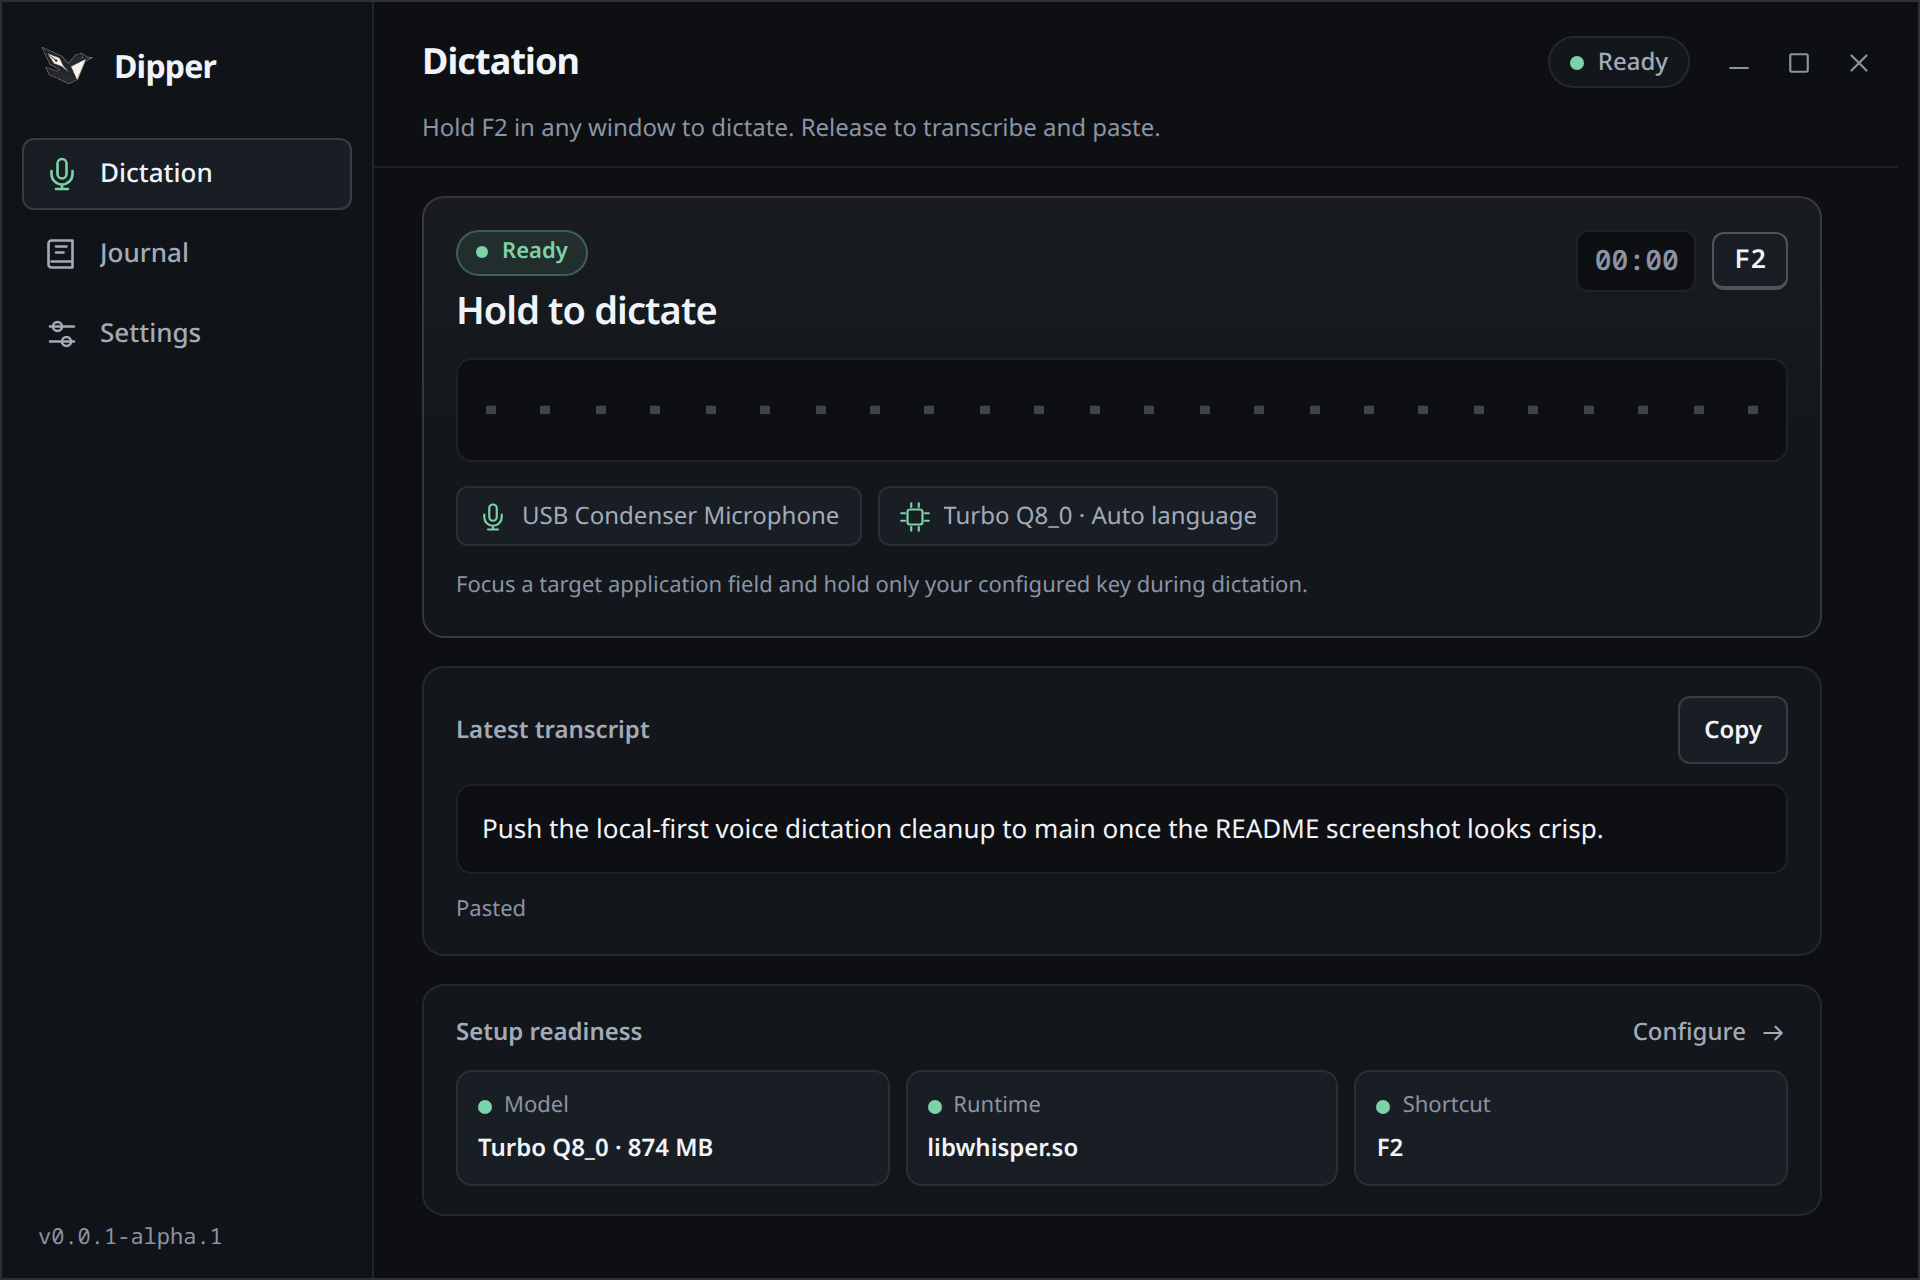 Dipper
Dictation
Journal
Settings
v0.0.1-alpha.1
Dictation
Ready
Hold F2 in any window to dictate. Release to transcribe and paste.
Ready
00:00
F2
Hold to dictate
USB Condenser Microphone
Turbo Q8_0 · Auto language
Focus a target application field and hold only your configured key during dictation.
Latest transcript
Copy
Push the local-first voice dictation cleanup to main once the README screenshot looks crisp.
Pasted
Setup readiness
Configure →
Model
Turbo Q8_0 · 874 MB
Runtime
libwhisper.so
Shortcut
F2